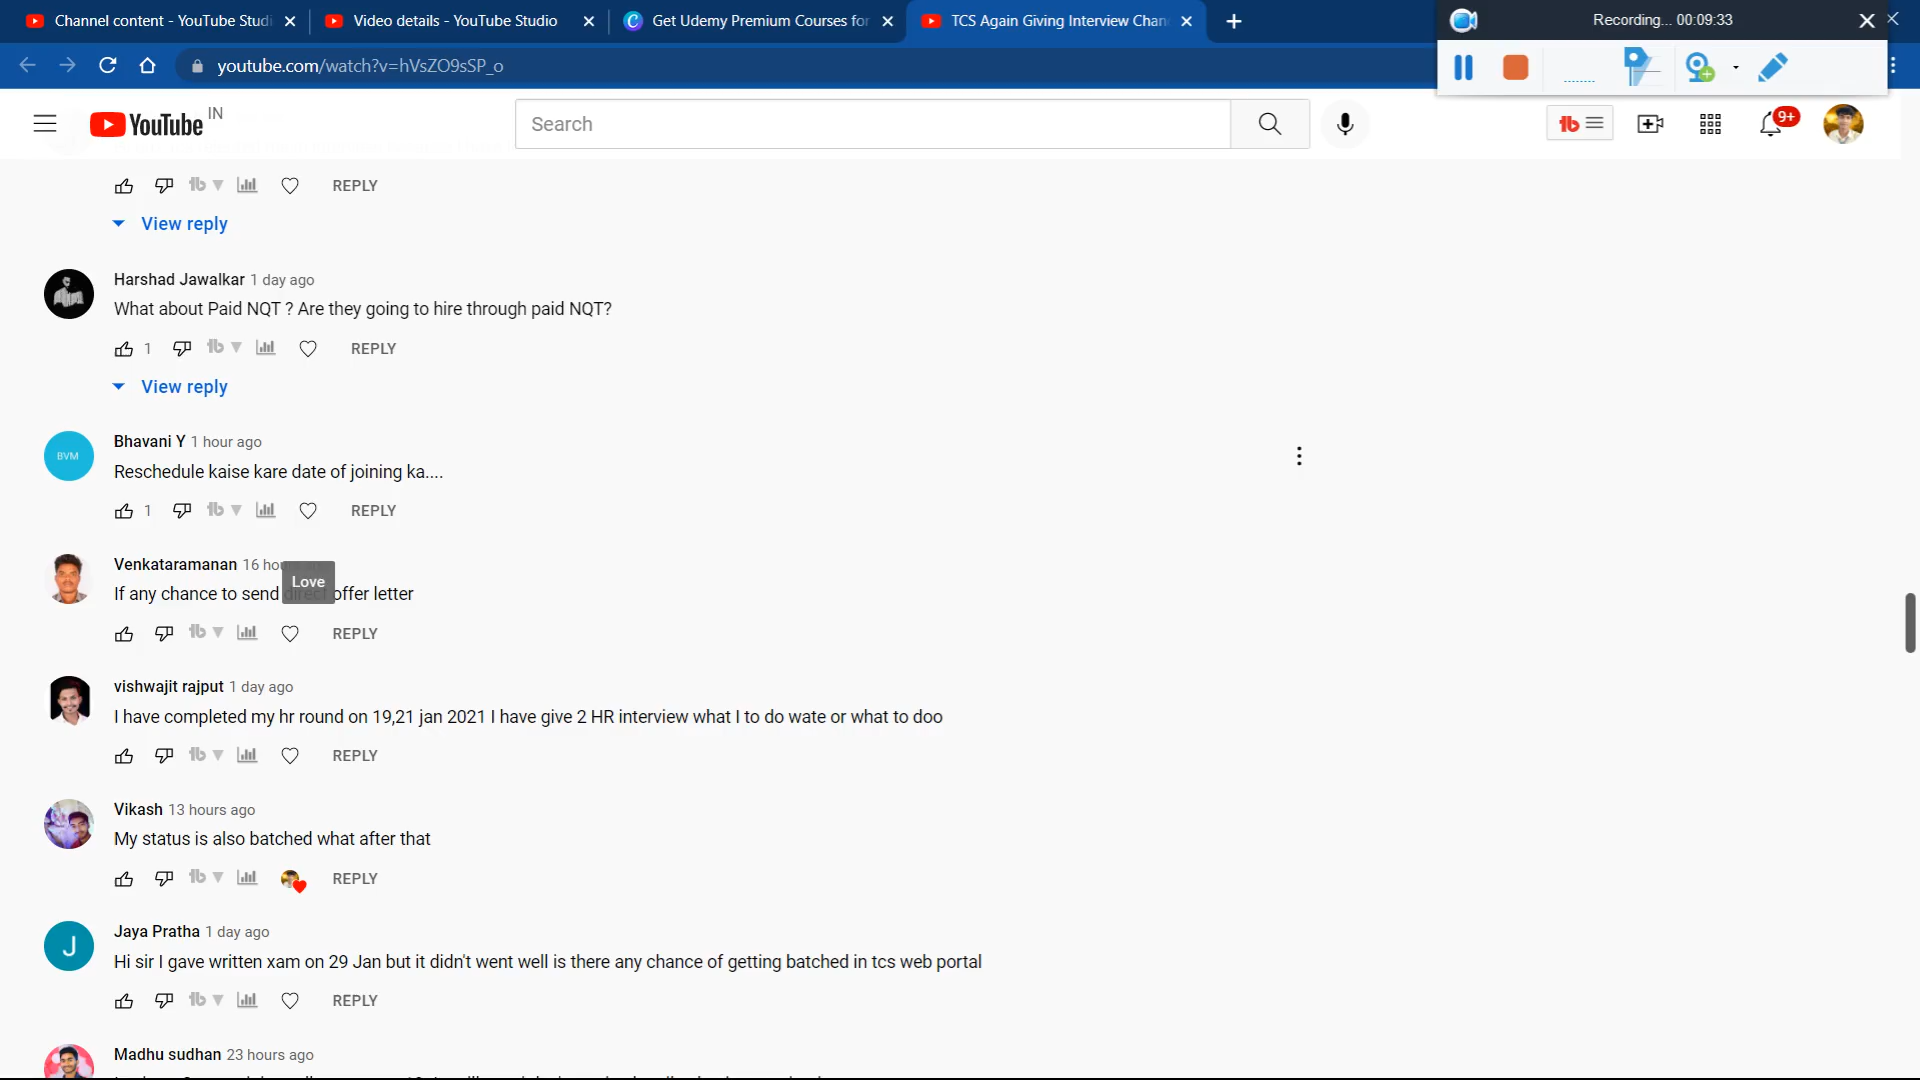 Channel content - YouTube Studi
Video details - YouTube Studio
Get Udemy Premium Courses for
TCS Again Giving Interview Chan
Recording... 00:09:33
youtube.com/watch?v=hVsZO9sSP_o
YouTube IN
Search
9+
REPLY
View reply
Harshad Jawalkar 1 day ago
What about Paid NQT ? Are they going to hire through paid NQT?
1 REPLY
View reply
BVM
Bhavani Y 1 hour ago
Reschedule kaise kare date of joining ka....
1 REPLY
Venkataramanan 16
Love
If any chance to send direct offer letter
REPLY
vishwajit rajput 1 day ago
I have completed my hr round on 19,21 jan 2021 I have give 2 HR interview what I to do wate or what to doo
REPLY
Vikash 13 hours ago
My status is also batched what after that
REPLY
J
Jaya Pratha 1 day ago
Hi sir I gave written xam on 29 Jan but it didn't went well is there any chance of getting batched in tcs web portal
REPLY
Madhu sudhan 23 hours ago